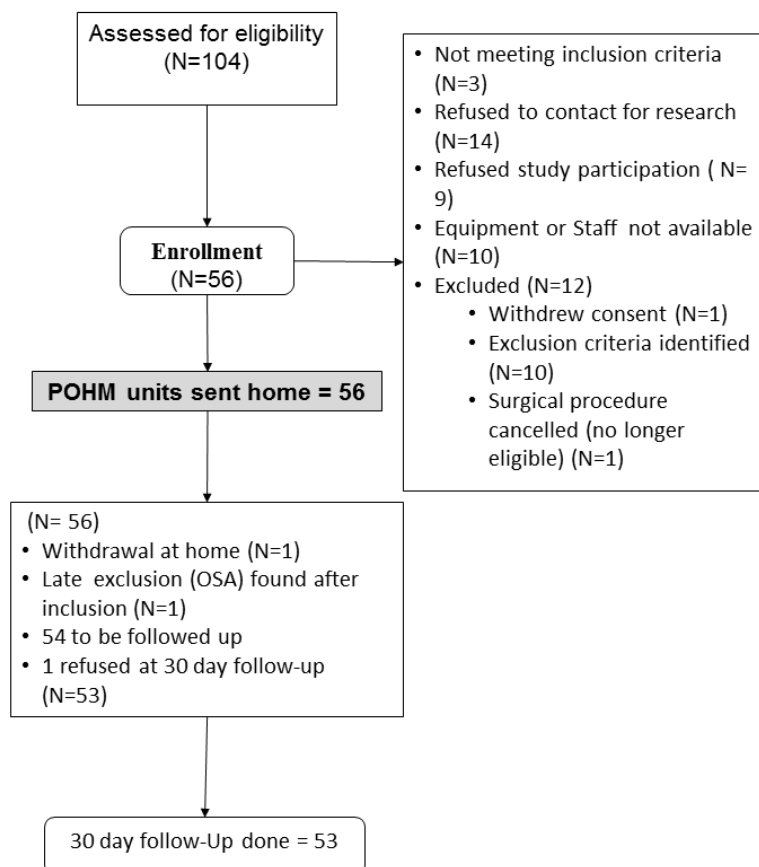 Assessed for eligibility
(N=104)
• Not meeting inclusion criteria
(N=3)
• Refused to contact for research
(N=14)
• Refused study participation ( N=
9)
• Equipment or Staff not available
(N=10)
• Excluded (N=12)
• Withdrew consent (N=1)
• Exclusion criteria identified
(N=10)
• Surgical procedure
cancelled (no longer
eligible) (N=1)
Enrollment
(N=56)
POHM units sent home = 56
(N= 56)
• Withdrawal at home (N=1)
• Late exclusion (OSA) found after
inclusion (N=1)
• 54 to be followed up
• 1 refused at 30 day follow-up
(N=53)
30 day follow-Up done = 53